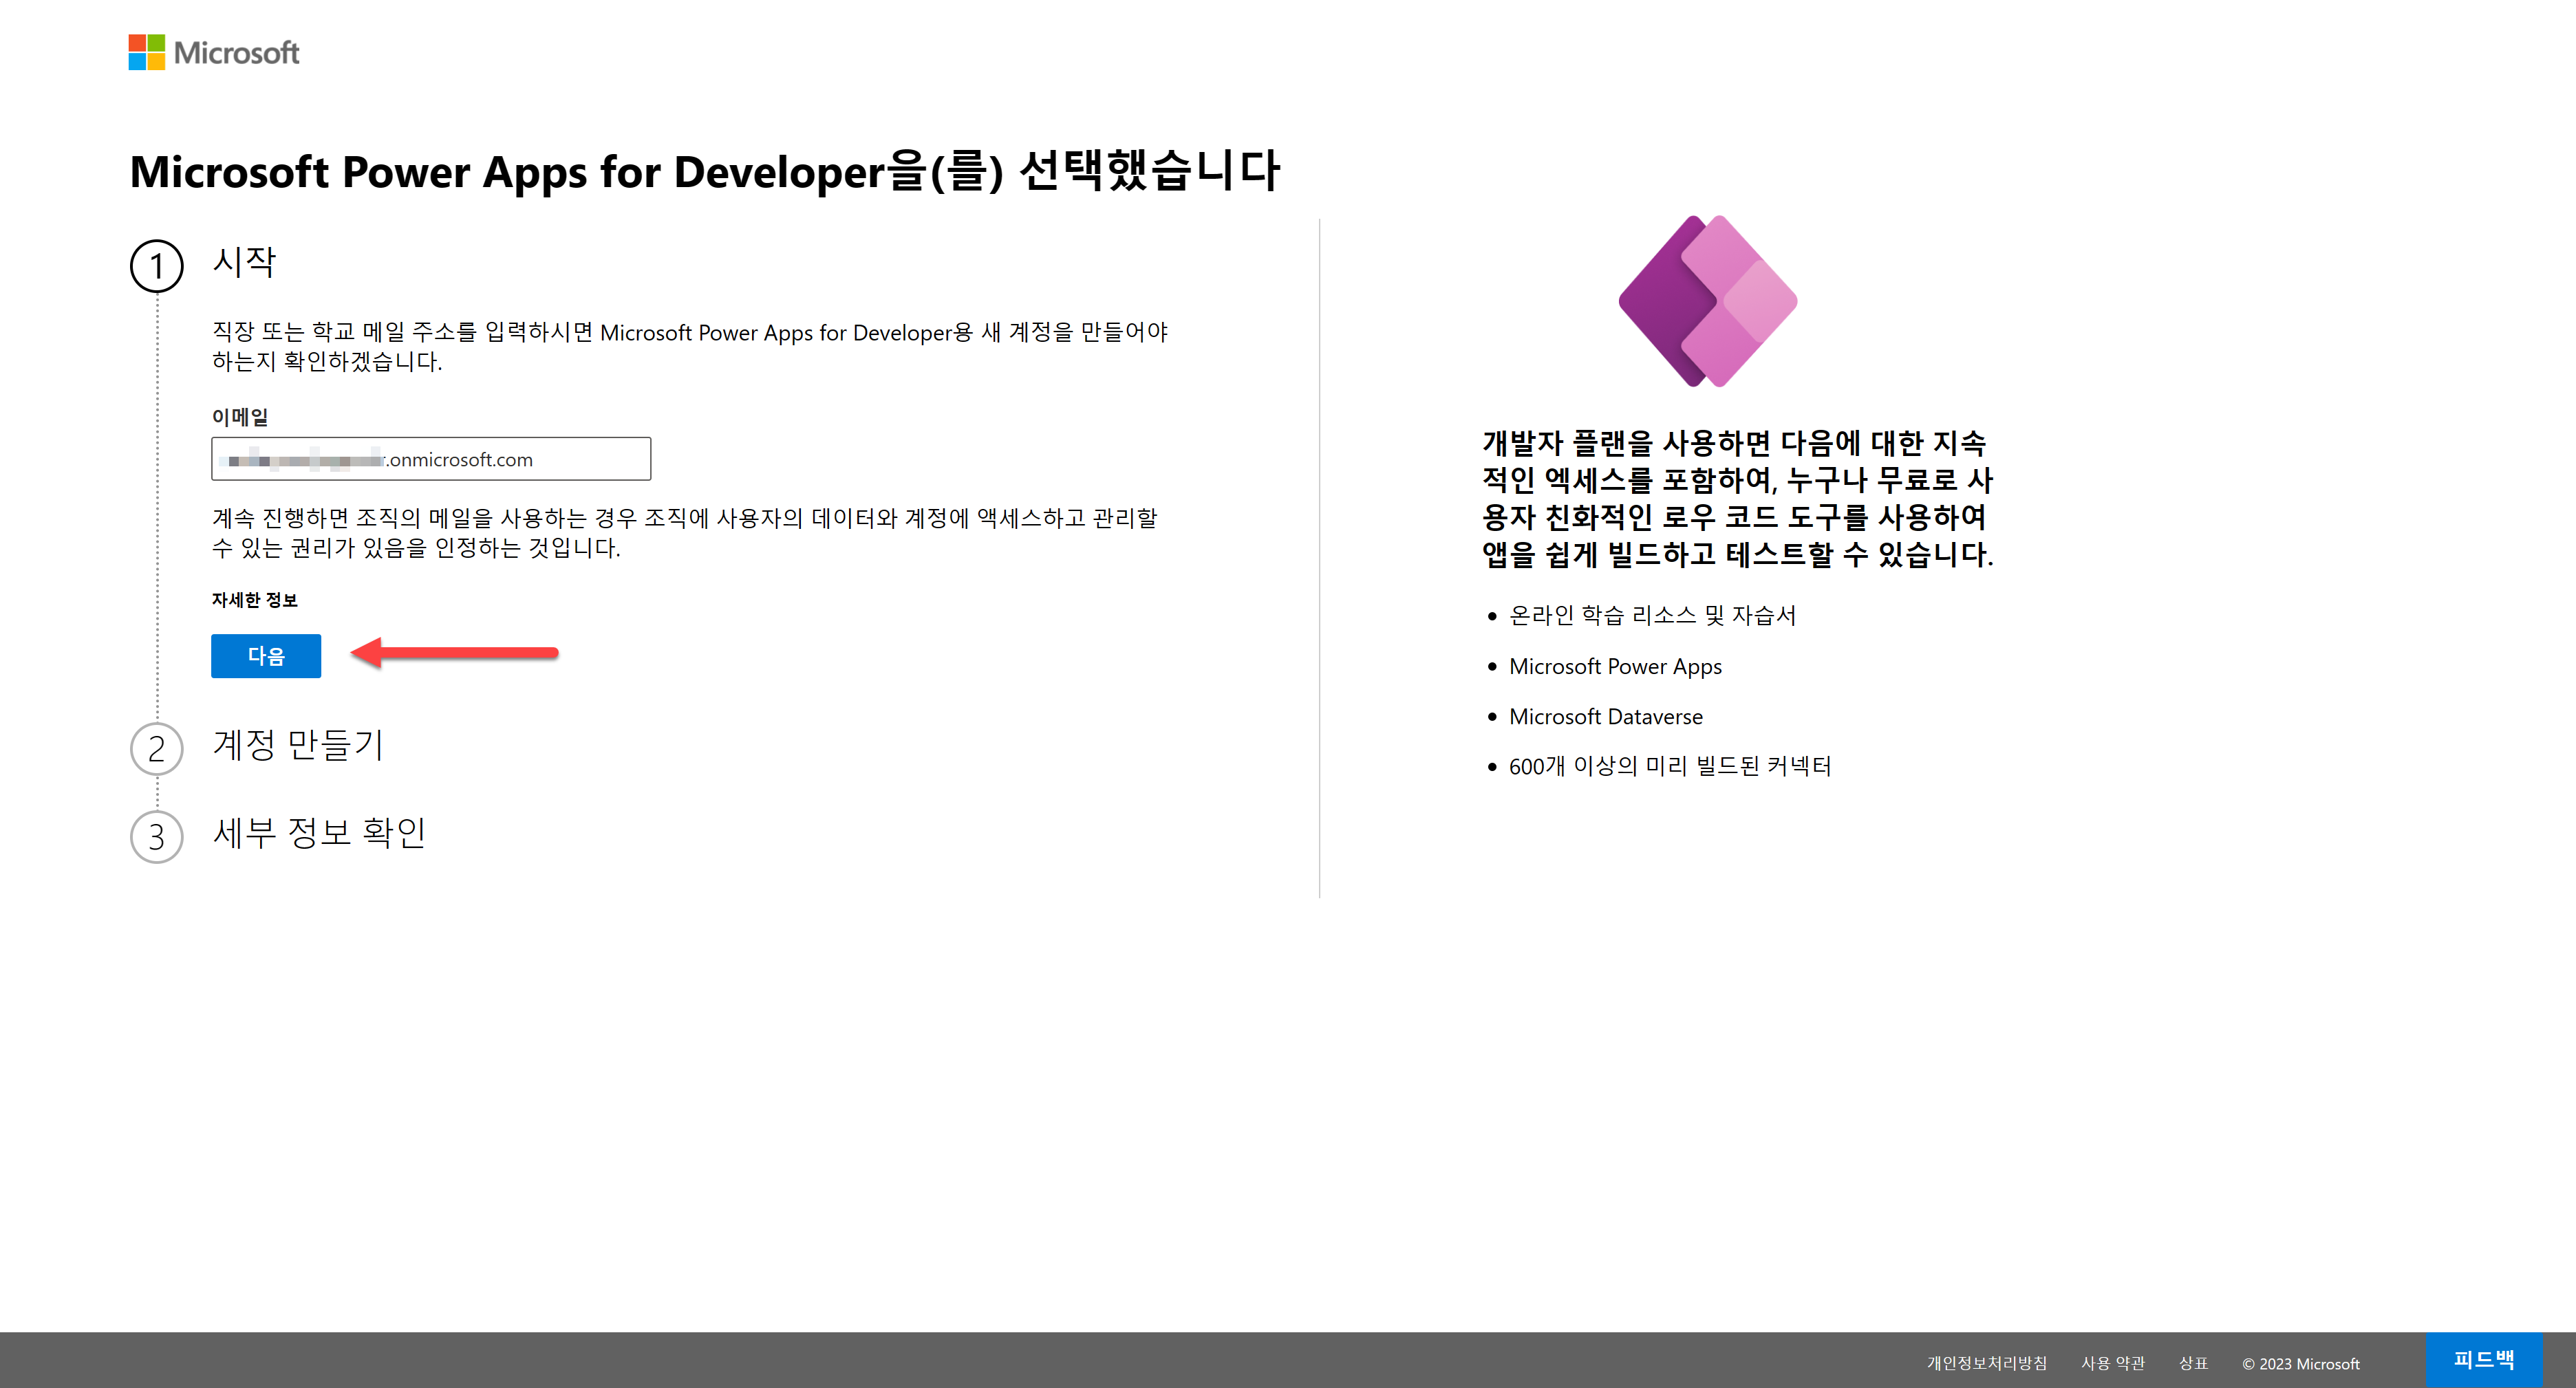 Microsoft
Microsoft Power Apps for Developer을(를) 선택했습니다
1 시작
직장 또는 학교 메일 주소를 입력하시면 Microsoft Power Apps for Developer용 새 계정을 만들어야
하는지 확인하겠습니다.
이메일
.onmicrosoft.com
계속 진행하면 조직의 메일을 사용하는 경우 조직에 사용자의 데이터와 계정에 액세스하고 관리할
수 있는 권리가 있음을 인정하는 것입니다.
자세한 정보
다음
2 계정 만들기
3 세부 정보 확인
개발자 플랜을 사용하면 다음에 대한 지속
적인 엑세스를 포함하여, 누구나 무료로 사
용자 친화적인 로우 코드 도구를 사용하여
앱을 쉽게 빌드하고 테스트할 수 있습니다.
• 온라인 학습 리소스 및 자습서
• Microsoft Power Apps
• Microsoft Dataverse
• 600개 이상의 미리 빌드된 커넥터
개인정보처리방침 사용 약관 상표 © 2023 Microsoft 피드백